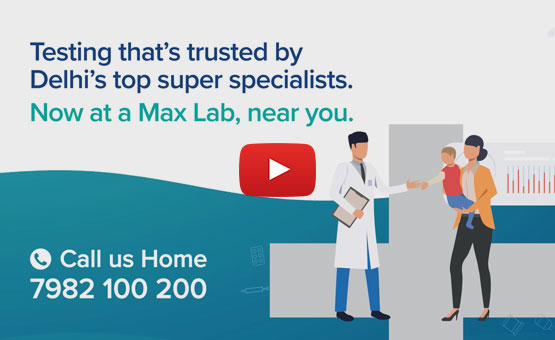 Testing that's trusted by
Delhi's top super specialists.
Now at a Max Lab, near you.
Call us Home
7982 100 200